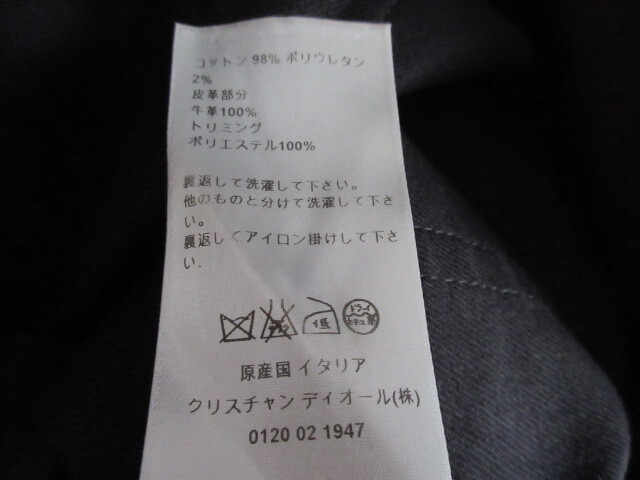 コットン 98% ポリウレタン
2%
皮革部分
牛革100%
トリミング
ポリエステル100%
裏返して洗濯して下さい。
他のものと分けて洗濯して下さ
い。
裏返してアイロン掛けして下さ
い.
低
ドライ
原産国 イタリア
クリスチャン ディオール(株)
0120 02 1947